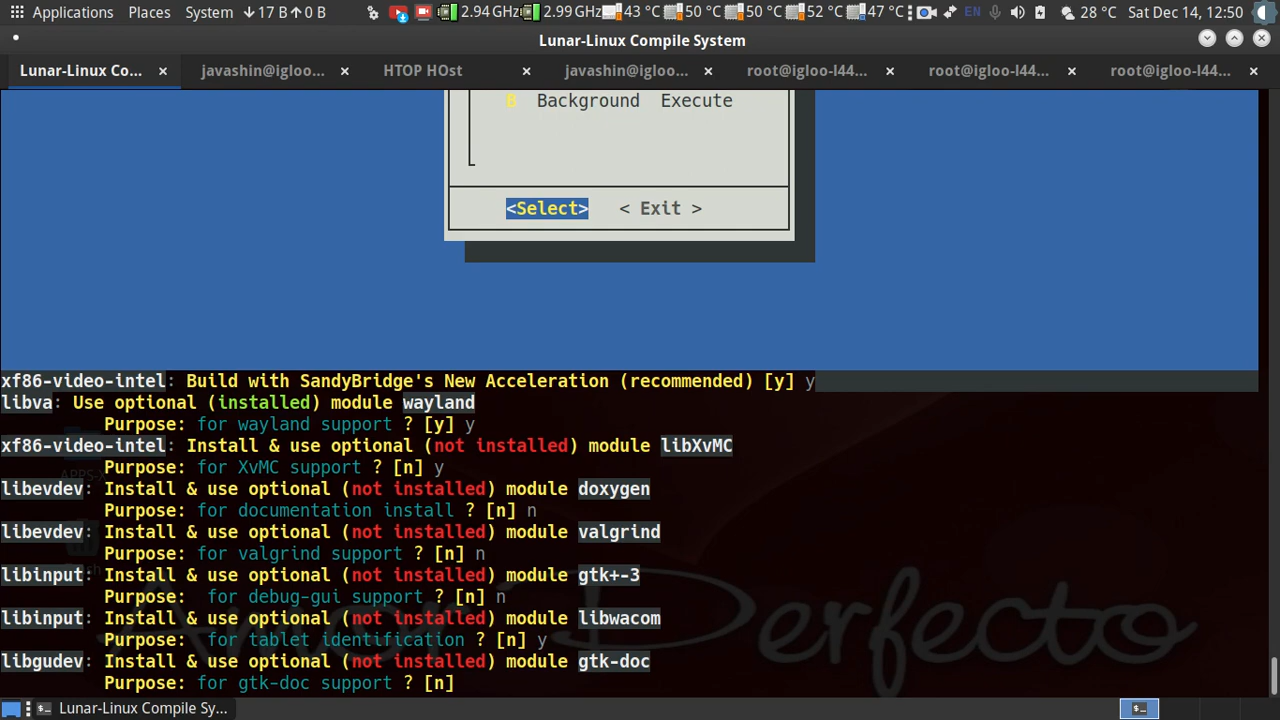 Applications Places System 17 B 0 B 2.94 GHz 2.99 GHz 43 °C 50 °C 50 °C 52 °C 47 °C EN 28 °C Sat Dec 14, 12:50
Lunar-Linux Compile System
Lunar-Linux Co... javashin@igloo... HTOP HOst javashin@igloo... root@igloo-l44... root@igloo-l44... root@igloo-l44...
B Background Execute
<Select> < Exit >
xf86-video-intel: Build with SandyBridge's New Acceleration (recommended) [y] y
libva: Use optional (installed) module wayland
Purpose: for wayland support ? [y] y
xf86-video-intel: Install & use optional (not installed) module libXvMC
Purpose: for XvMC support ? [n] y
libevdev: Install & use optional (not installed) module doxygen
Purpose: for documentation install ? [n] n
libevdev: Install & use optional (not installed) module valgrind
Purpose: for valgrind support ? [n] n
libinput: Install & use optional (not installed) module gtk+-3
Purpose: for debug-gui support ? [n] n
libinput: Install & use optional (not installed) module libwacom
Purpose: for tablet identification ? [n] y
libgudev: Install & use optional (not installed) module gtk-doc
Purpose: for gtk-doc support ? [n]
Lunar-Linux Compile Sy...